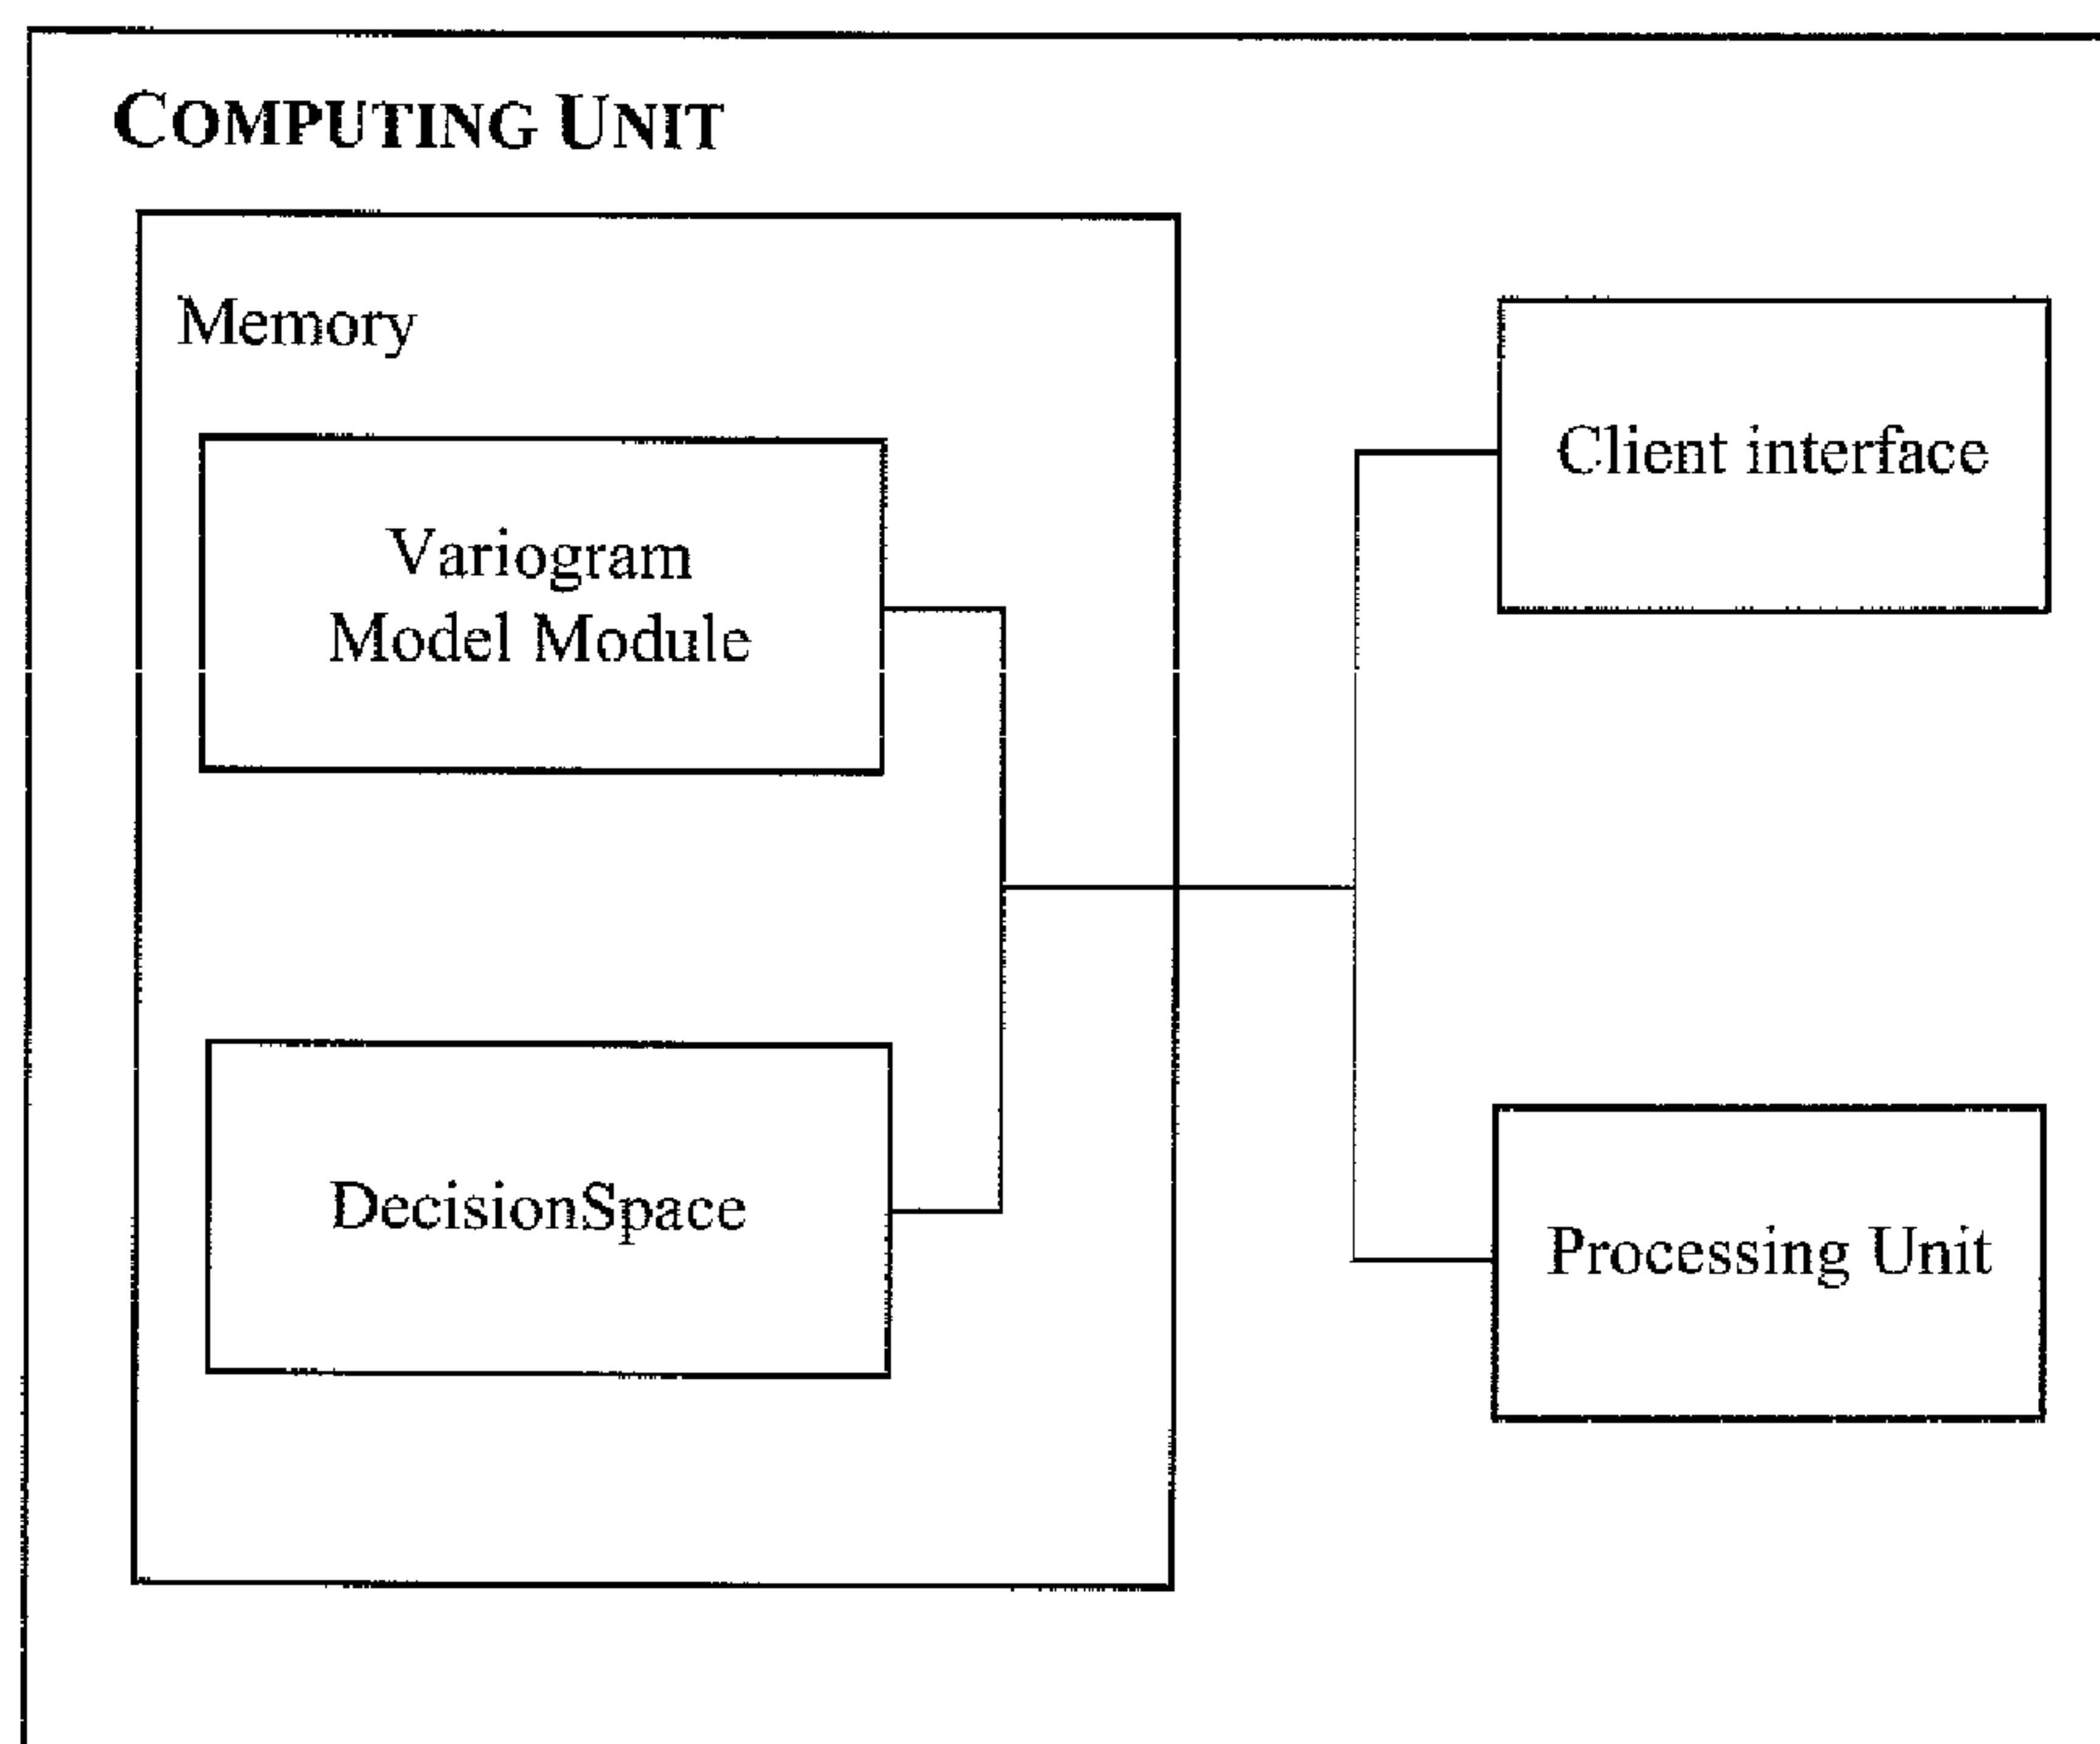 COMPUTING UNIT
Memory
Variogram
Model Module
DecisionSpace
Client interface
Processing Unit